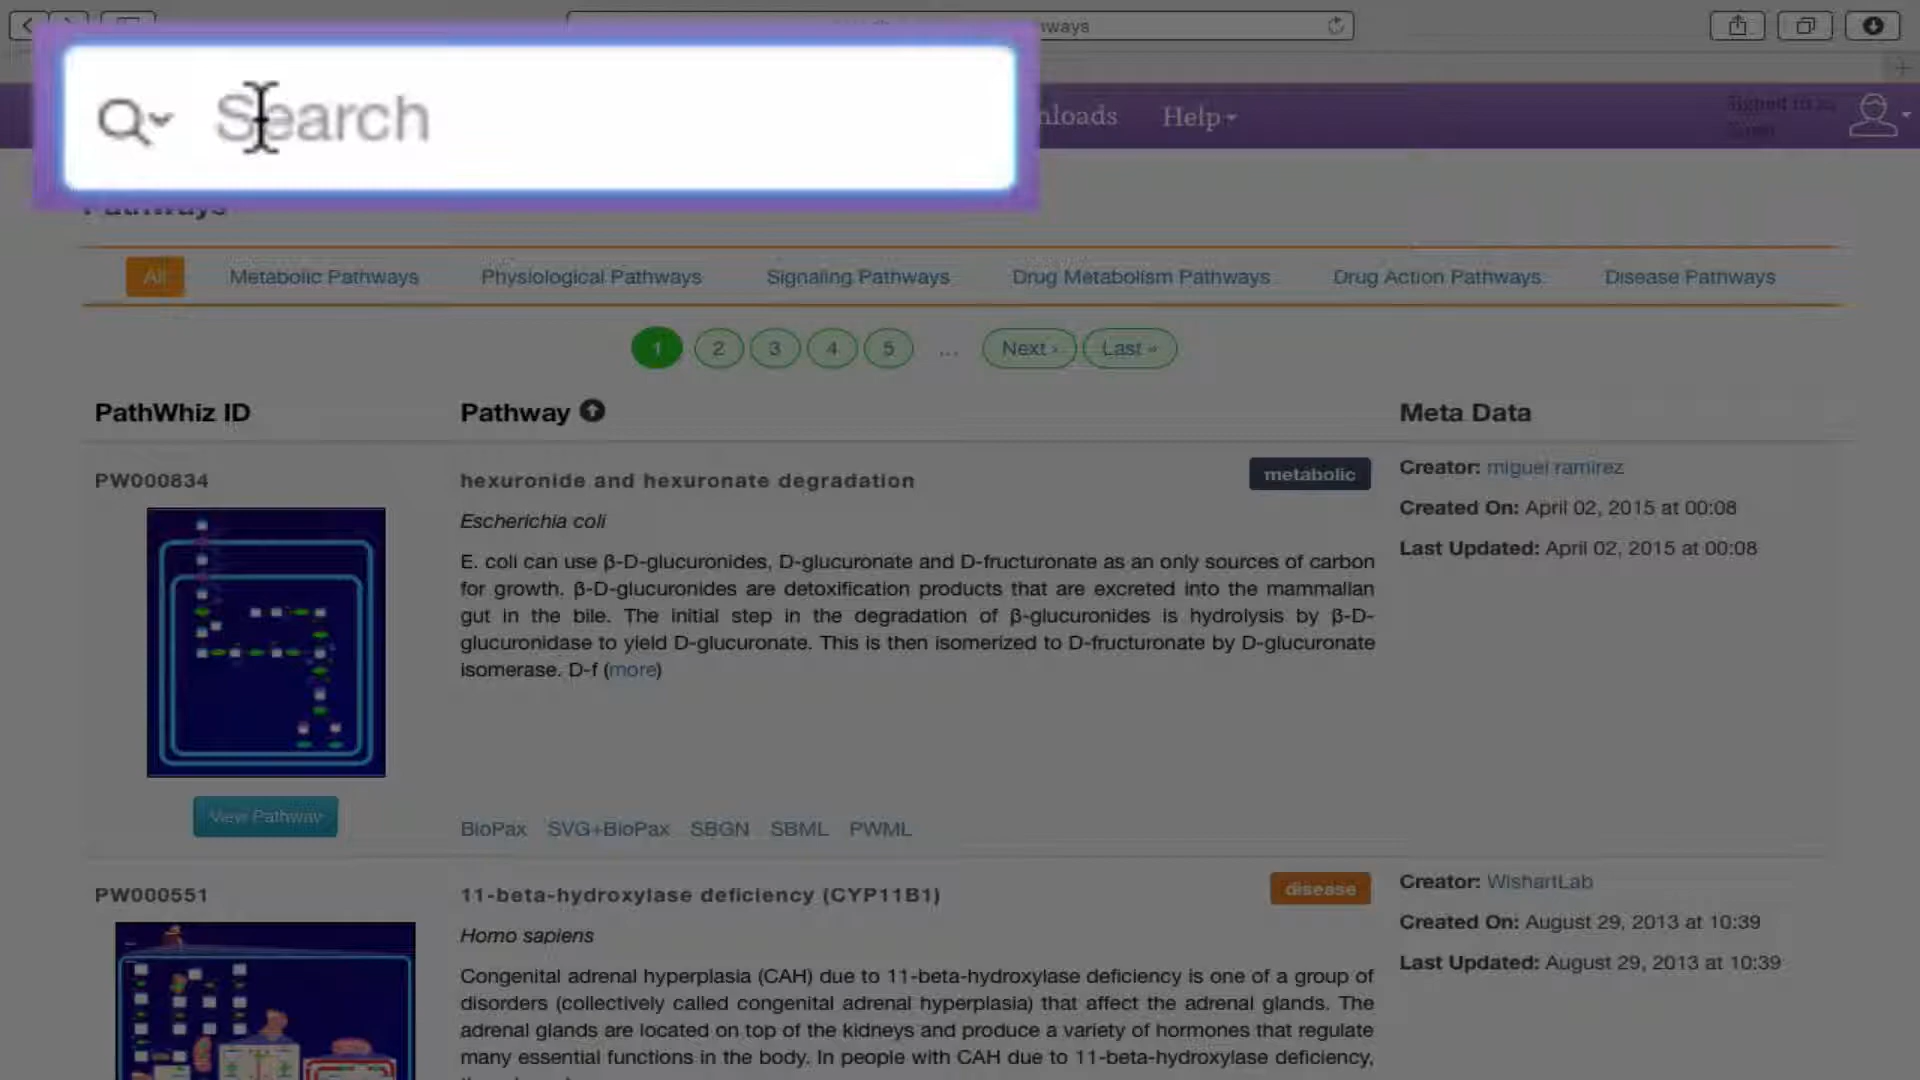 ways
Search
nloads
Help
Signed in as
Pathways
All
Metabolic Pathways
Physiological Pathways
Signaling Pathways
Drug Metabolism Pathways
Drug Action Pathways
Disease Pathways
1
2
3
4
5
...
Next ›
Last »
PathWhiz ID
Pathway
Meta Data
PW000834
hexuronide and hexuronate degradation
metabolic
Escherichia coli
E. coli can use β-D-glucuronides, D-glucuronate and D-fructuronate as an only sources of carbon
for growth. β-D-glucuronides are detoxification products that are excreted into the mammalian
gut in the bile. The initial step in the degradation of β-glucuronides is hydrolysis by β-D-
glucuronidase to yield D-glucuronate. This is then isomerized to D-fructuronate by D-glucuronate
isomerase. D-f (more)
Creator: miguel ramirez
Created On: April 02, 2015 at 00:08
Last Updated: April 02, 2015 at 00:08
View Pathway
BioPax SVG+BioPax SBGN SBML PWML
PW000551
11-beta-hydroxylase deficiency (CYP11B1)
disease
Homo sapiens
Congenital adrenal hyperplasia (CAH) due to 11-beta-hydroxylase deficiency is one of a group of
disorders (collectively called congenital adrenal hyperplasia) that affect the adrenal glands. The
adrenal glands are located on top of the kidneys and produce a variety of hormones that regulate
many essential functions in the body. In people with CAH due to 11-beta-hydroxylase deficiency,
Creator: WishartLab
Created On: August 29, 2013 at 10:39
Last Updated: August 29, 2013 at 10:39